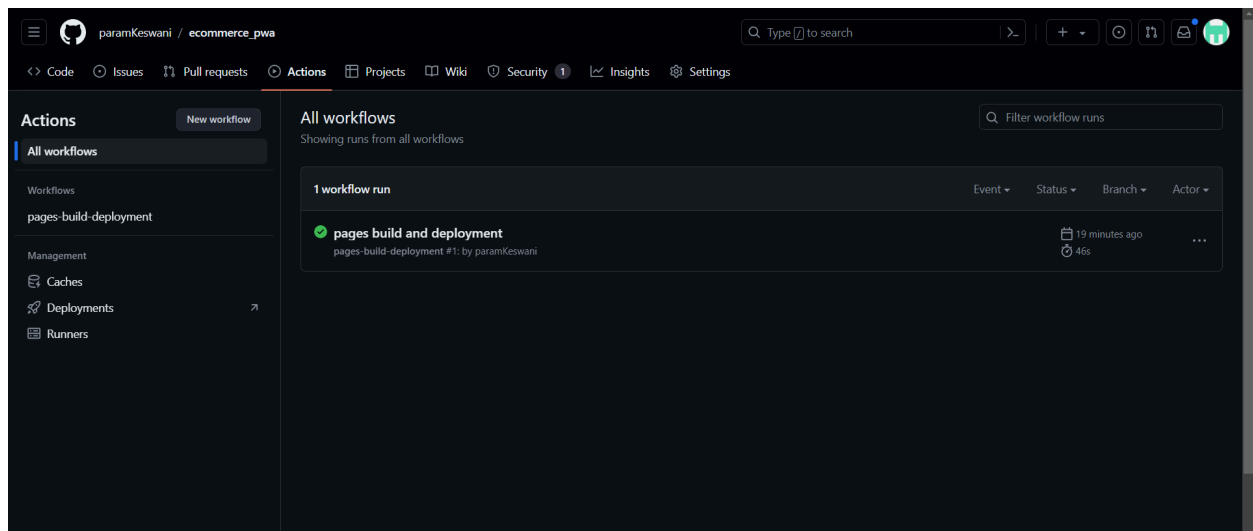 paramKeswani / ecommerce_pwa
Type / to search
Code Issues Pull requests Actions Projects Wiki Security 1 Insights Settings
Actions
New workflow
All workflows
Workflows
pages-build-deployment
Management
Caches
Deployments
Runners
All workflows
Showing runs from all workflows
Filter workflow runs
1 workflow run
Event Status Branch Actor
pages build and deployment
pages-build-deployment #1: by paramKeswani
19 minutes ago
46s